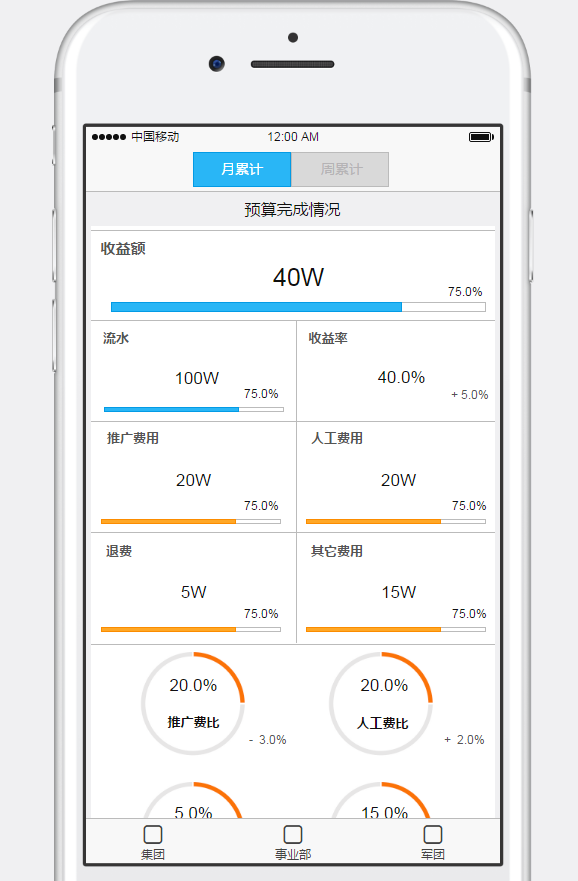 中国移动 12:00 AM
月累计 周累计
预算完成情况
收益额
40W
75.0%
流水 收益率
100W 40.0%
75.0% + 5.0%
推广费用 人工费用
20W 20W
75.0% 75.0%
退费 其它费用
5W 15W
75.0% 75.0%
20.0% 20.0%
推广费比 人工费比
- 3.0% + 2.0%
5.0% 15.0%
集团 事业部 军团